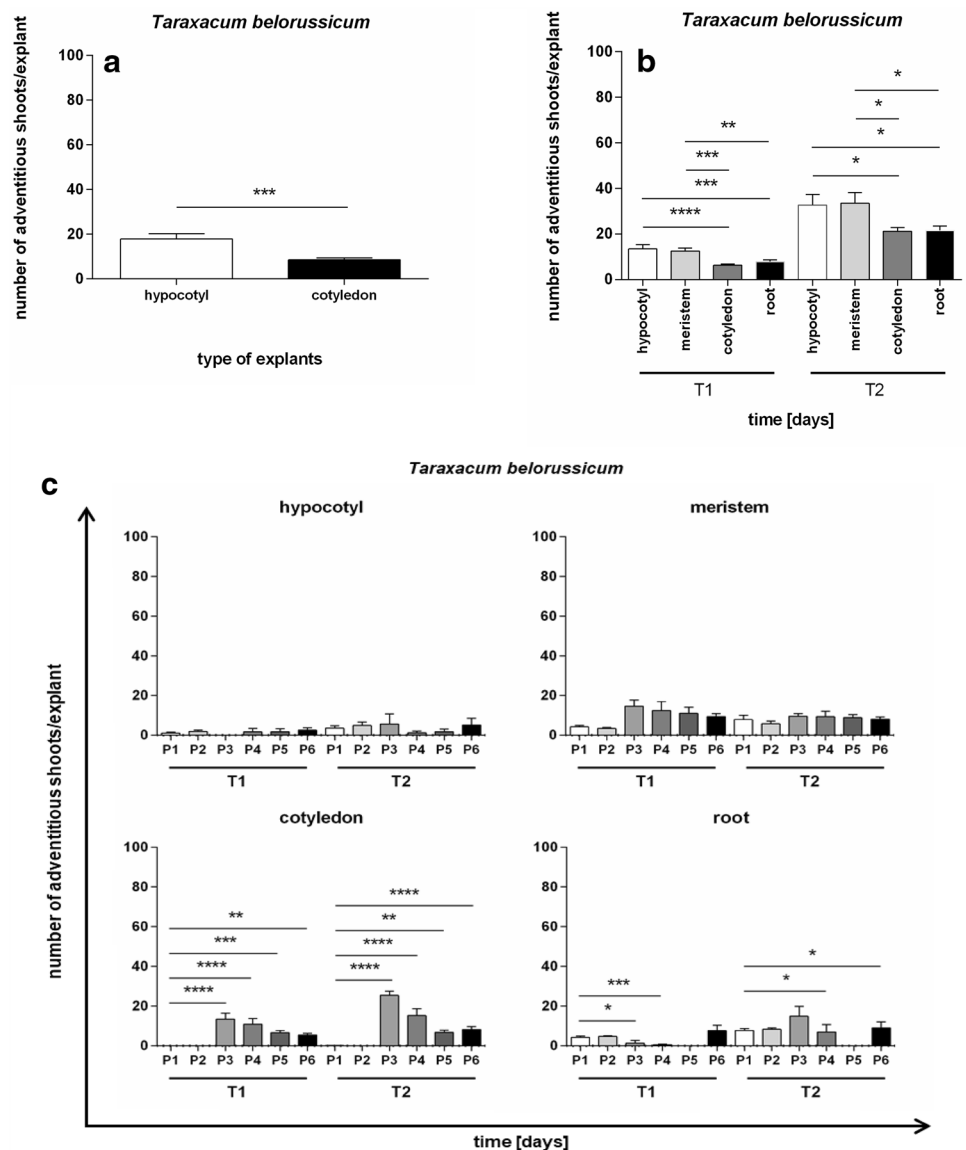 Taraxacum belorussicum
a
number of adventitious shoots/explant
100
80
60
40
20
0
***
hypocotyl cotyledon
type of explants
Taraxacum belorussicum
b
number of adventitious shoots/explant
100
80
60
40
20
0
**
***
***
****
*
*
*
*
hypocotyl meristem cotyledon root hypocotyl meristem cotyledon root
T1 T2
time [days]
Taraxacum belorussicum
c
number of adventitious shoots/explant
hypocotyl
100
80
60
40
20
0
P1 P2 P3 P4 P5 P6 P1 P2 P3 P4 P5 P6
T1 T2
meristem
100
80
60
40
20
0
P1 P2 P3 P4 P5 P6 P1 P2 P3 P4 P5 P6
T1 T2
cotyledon
100
80
60
40
20
0
**
***
****
****
****
**
****
****
P1 P2 P3 P4 P5 P6 P1 P2 P3 P4 P5 P6
T1 T2
root
100
80
60
40
20
0
***
*
*
*
P1 P2 P3 P4 P5 P6 P1 P2 P3 P4 P5 P6
T1 T2
time [days]